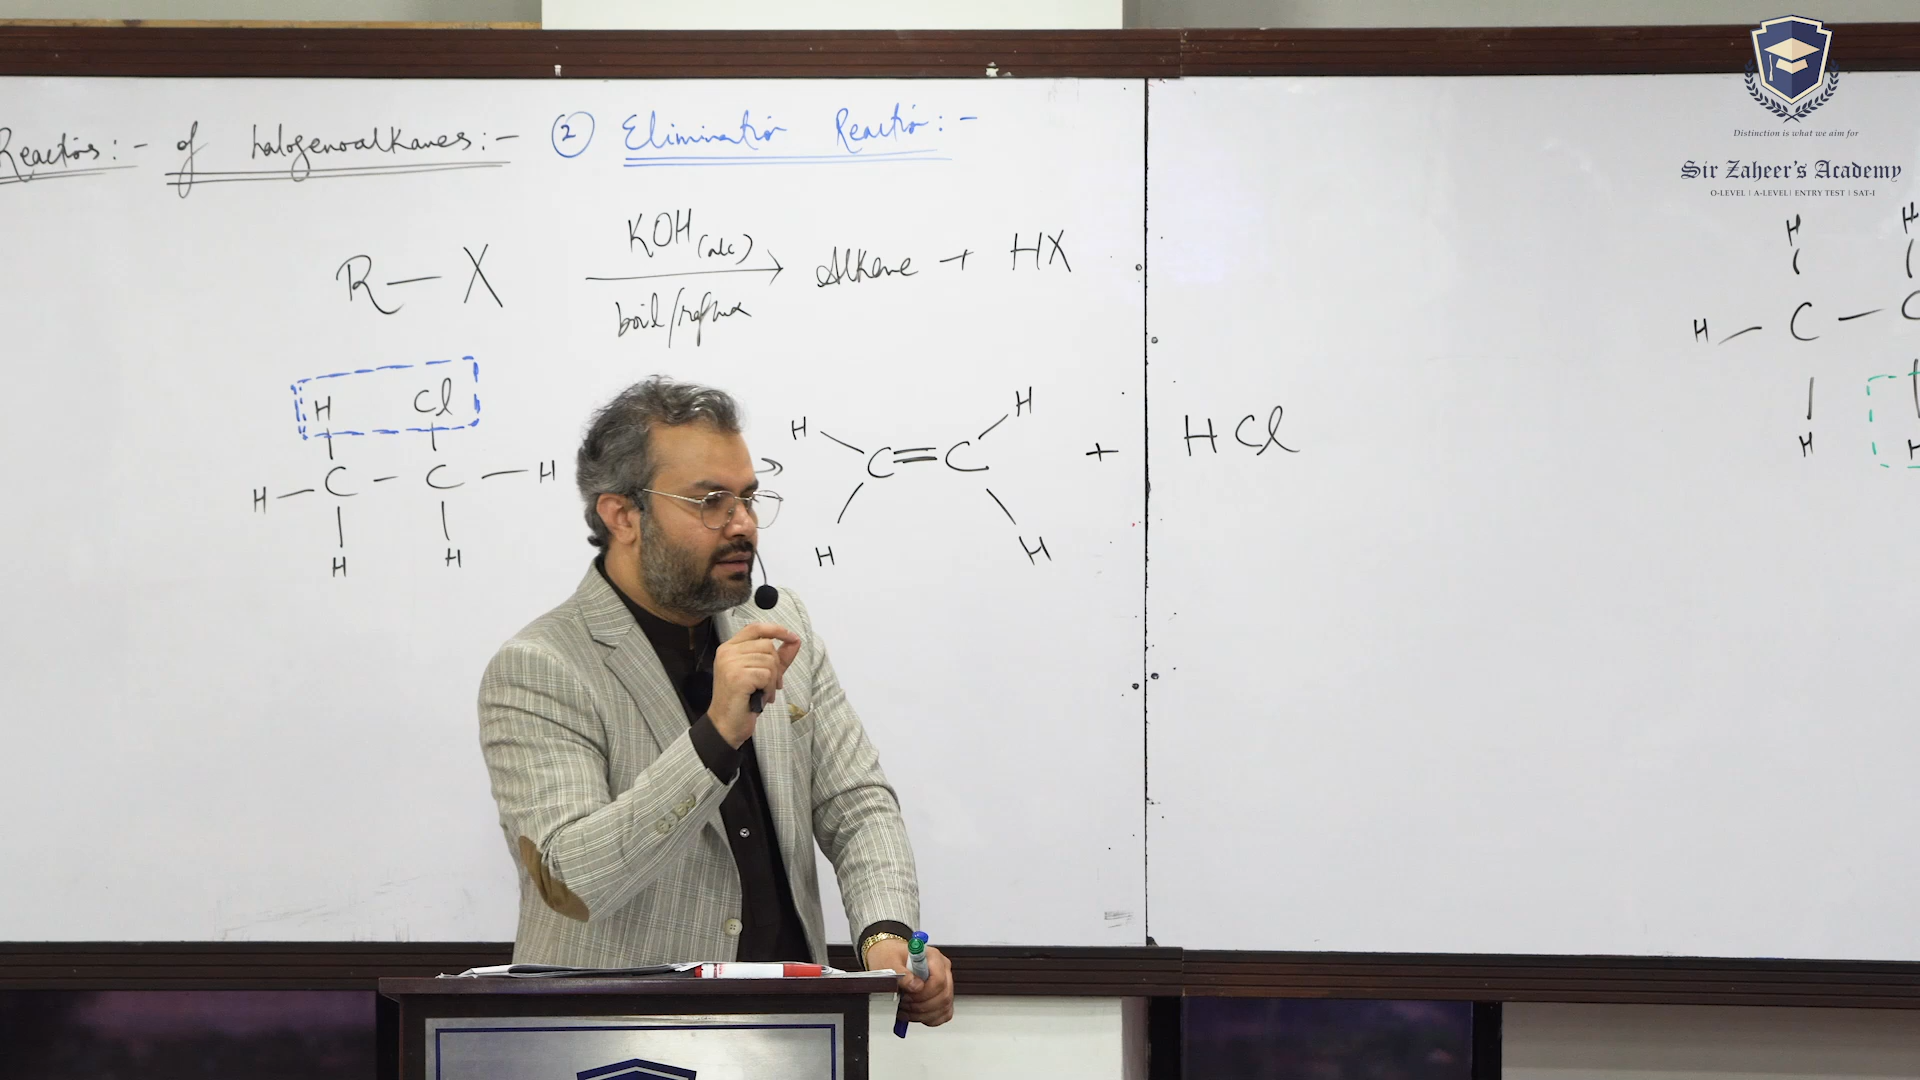 Reactions:- of halogenoalkanes:- ② Elimination Reaction:-
R — X KOH(alc) boil/reflux → Alkene + HX
H Cl
H — C — C — H
H H
→
H H
C = C
H H
+ HCl
H H
H — C — C
H H
Distinction is what we aim for
Sir Zaheer's Academy
O-LEVEL | A-LEVEL | ENTRY TEST | SAT-I